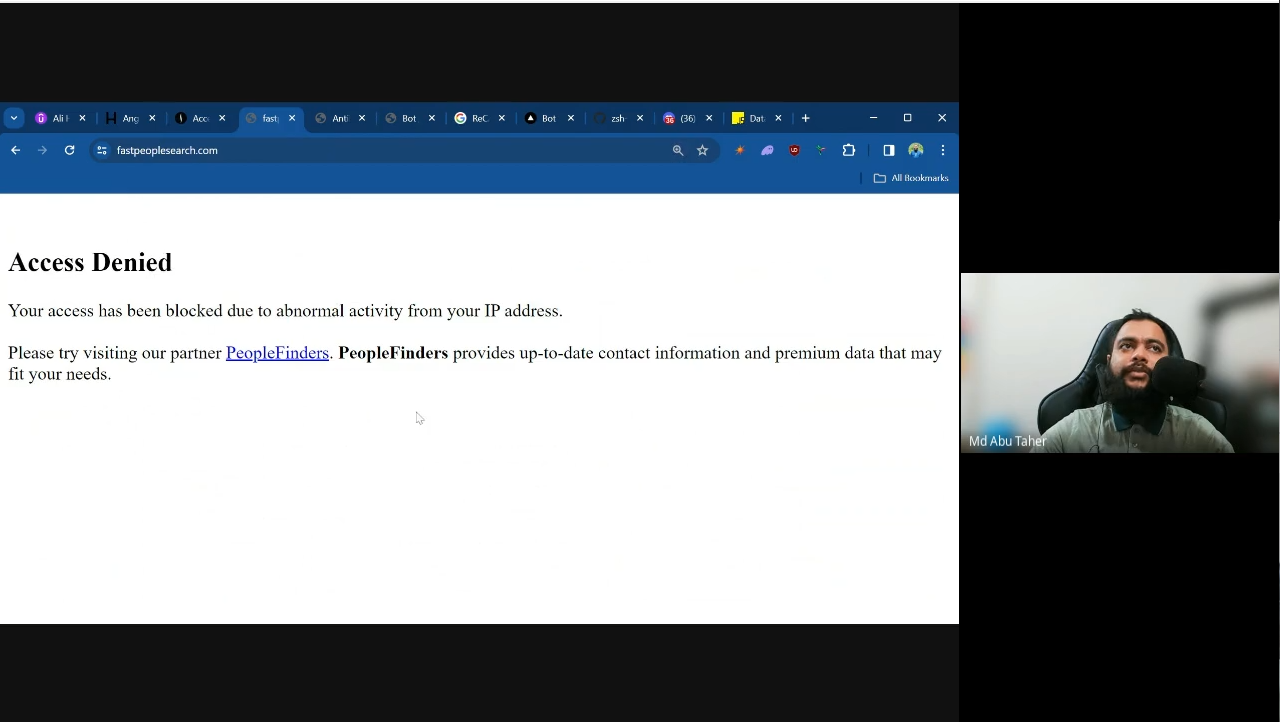 Ali Ang Acc fast Anti Bot ReC Bot zsh (36) Dat
fastpeoplesearch.com
All Bookmarks
Access Denied
Your access has been blocked due to abnormal activity from your IP address.
Please try visiting our partner PeopleFinders. PeopleFinders provides up-to-date contact information and premium data that may
fit your needs.
Md Abu Taher